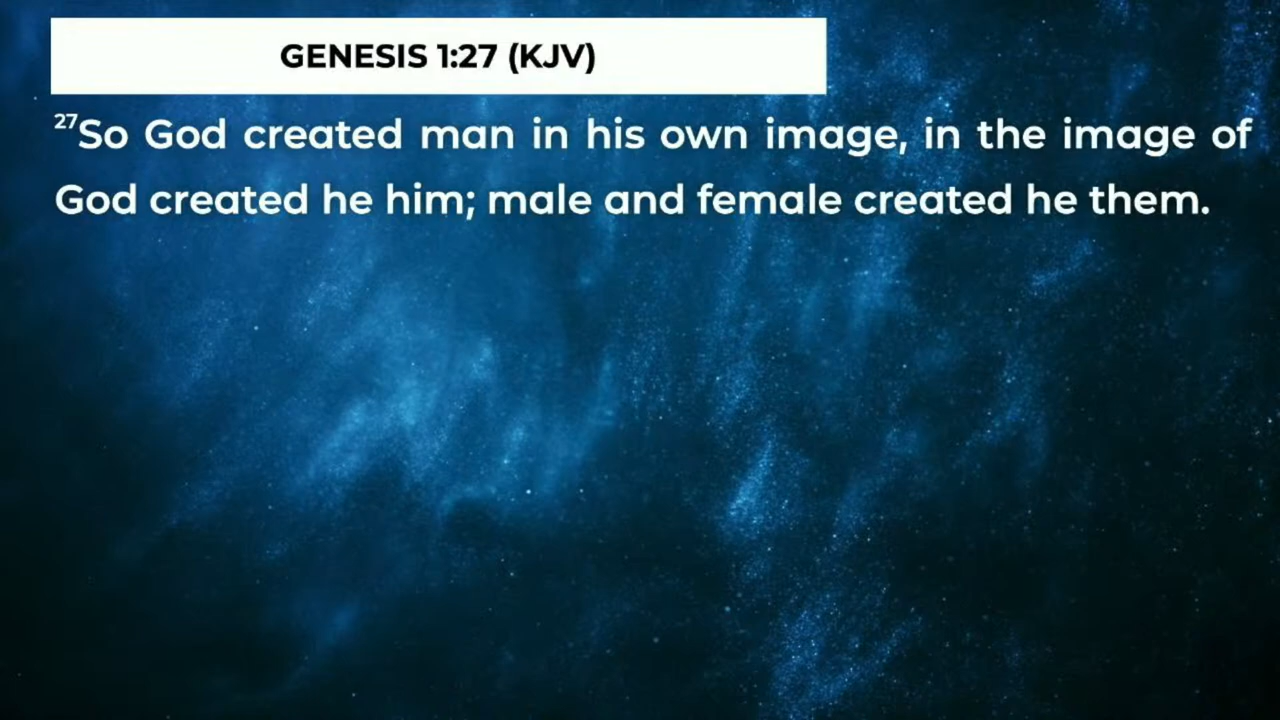 GENESIS 1:27 (KJV)
27So God created man in his own image, in the image of
God created he him; male and female created he them.